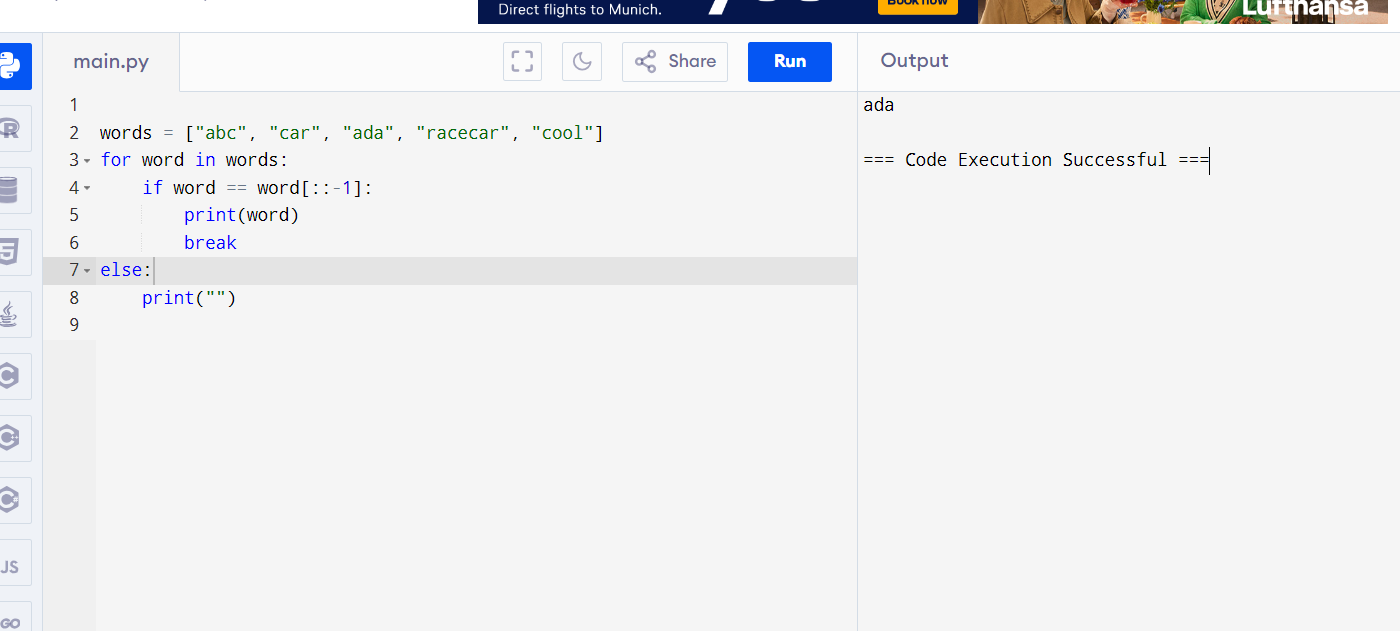 Direct flights to Munich.
Lufthansa
main.py
Share
Run
Output
1
2 words = ["abc", "car", "ada", "racecar", "cool"]
3 for word in words:
4     if word == word[::-1]:
5         print(word)
6         break
7 else:
8     print("")
9
ada
=== Code Execution Successful ===
R
JS
GO